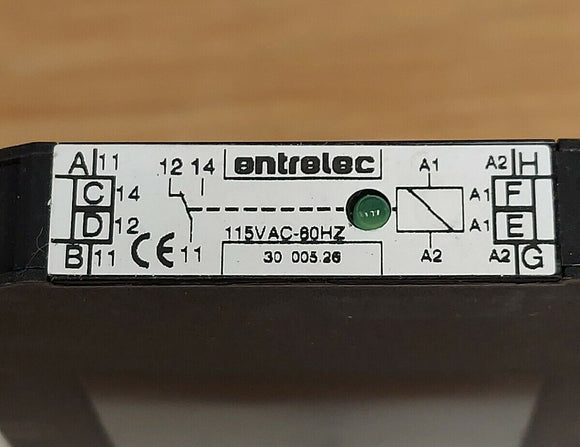 A 11 12 14 entrelec A1 A2 H
C 14 A1 F
D 12 115VAC-60HZ A1 E
B 11 CE 11 30 005.26 A2 A2 G